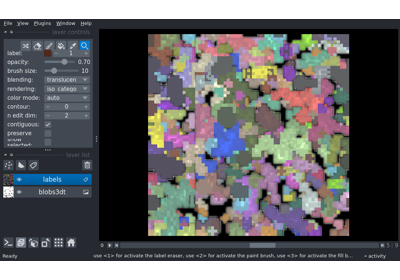 File View Plugins Window Help
layer controls
label: 1
opacity: 0.70
brush size: 10
blending: translucen
rendering: iso_catego
color mode: auto
contour: 0
n edit dim: 2
contiguous:
preserve
selected:
layer list
labels
blobs3dt
Ready
use <1> for activate the label eraser, use <2> for activate the paint brush, use <3> for activate the fill b...
activity